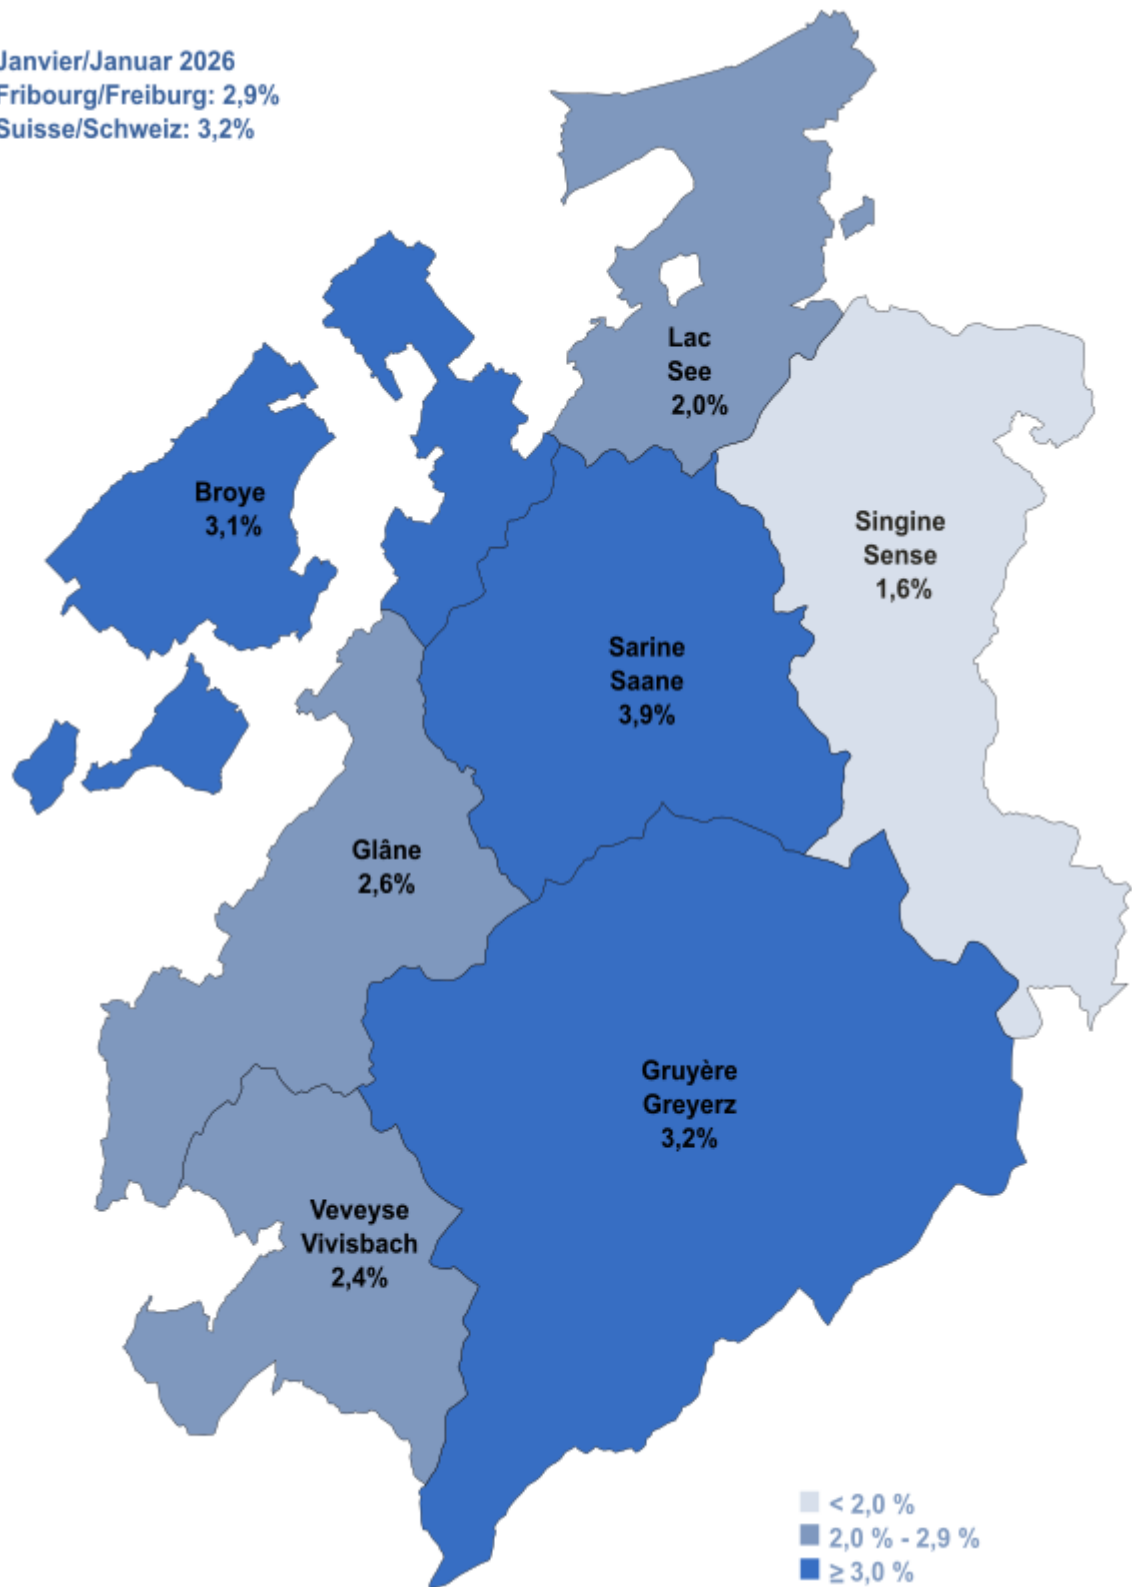 Janvier/Januar 2026
Fribourg/Freiburg: 2,9%
Suisse/Schweiz: 3,2%
Lac
See
2,0%
Broye
3,1%
Singine
Sense
1,6%
Sarine
Saane
3,9%
Glâne
2,6%
Gruyère
Greyerz
3,2%
Veveyse
Vivisbach
2,4%
< 2,0 %
2,0 % - 2,9 %
≥ 3,0 %